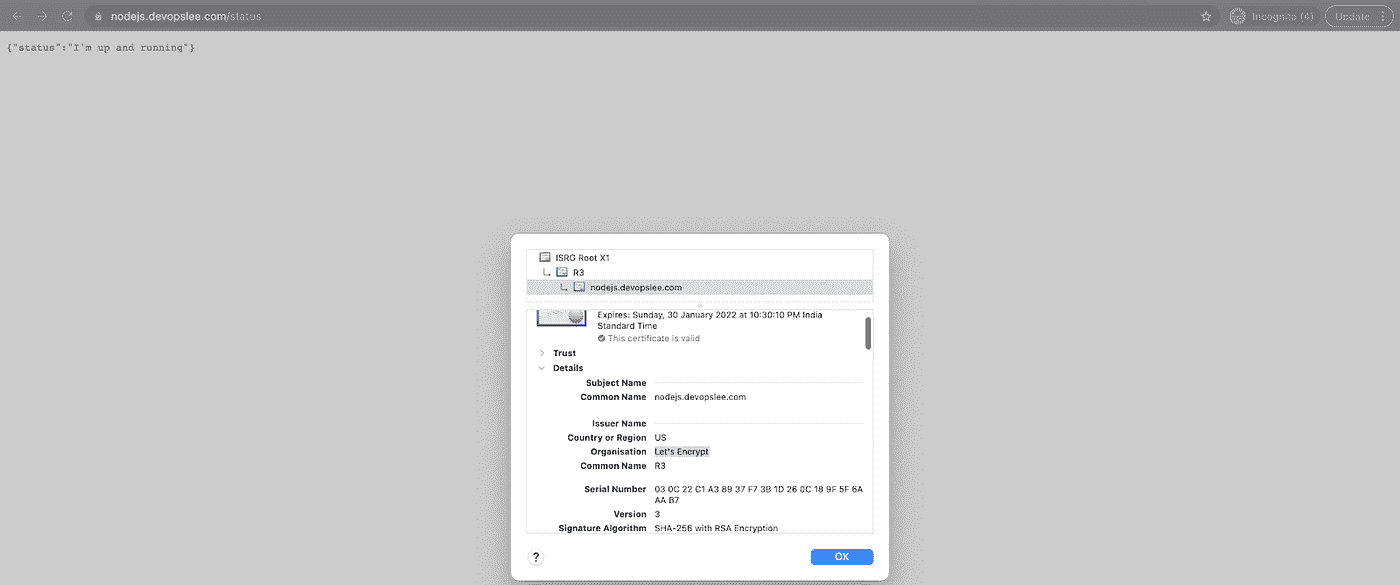 nodejs.devopslee.com/status
Incognito (4)
Update
{"status":"I'm up and running"}
ISRG Root X1
R3
nodejs.devopslee.com
Expires: Sunday, 30 January 2022 at 10:30:10 PM India
Standard Time
This certificate is valid
Trust
Details
Subject Name
Common Name nodejs.devopslee.com
Issuer Name
Country or Region US
Organisation Let's Encrypt
Common Name R3
Serial Number 03 0C 22 C1 A3 89 37 F7 3B 1D 26 0C 18 9F 5F 6A
AA B7
Version 3
Signature Algorithm SHA-256 with RSA Encryption
?
OK